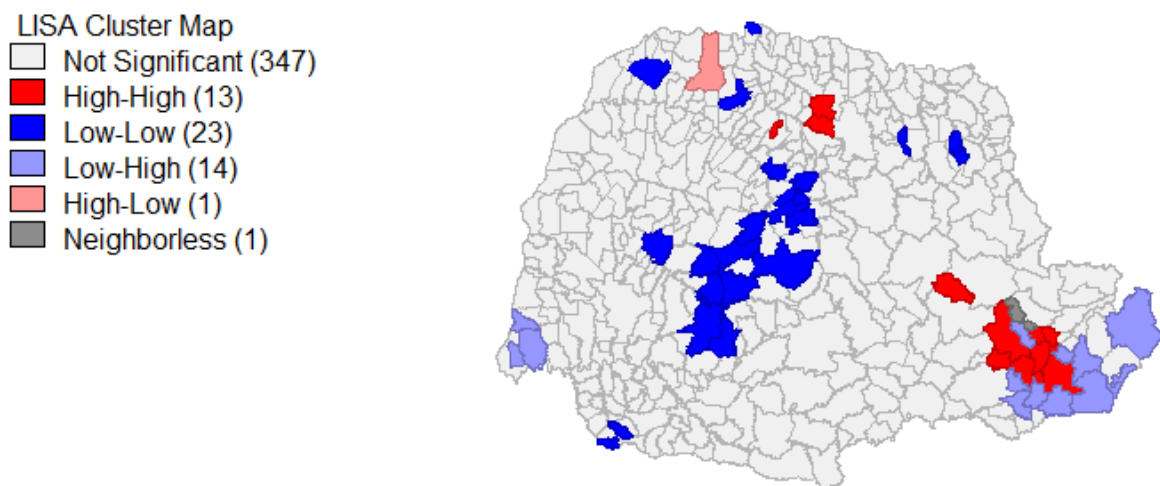 LISA Cluster Map
Not Significant (347)
High-High (13)
Low-Low (23)
Low-High (14)
High-Low (1)
Neighborless (1)